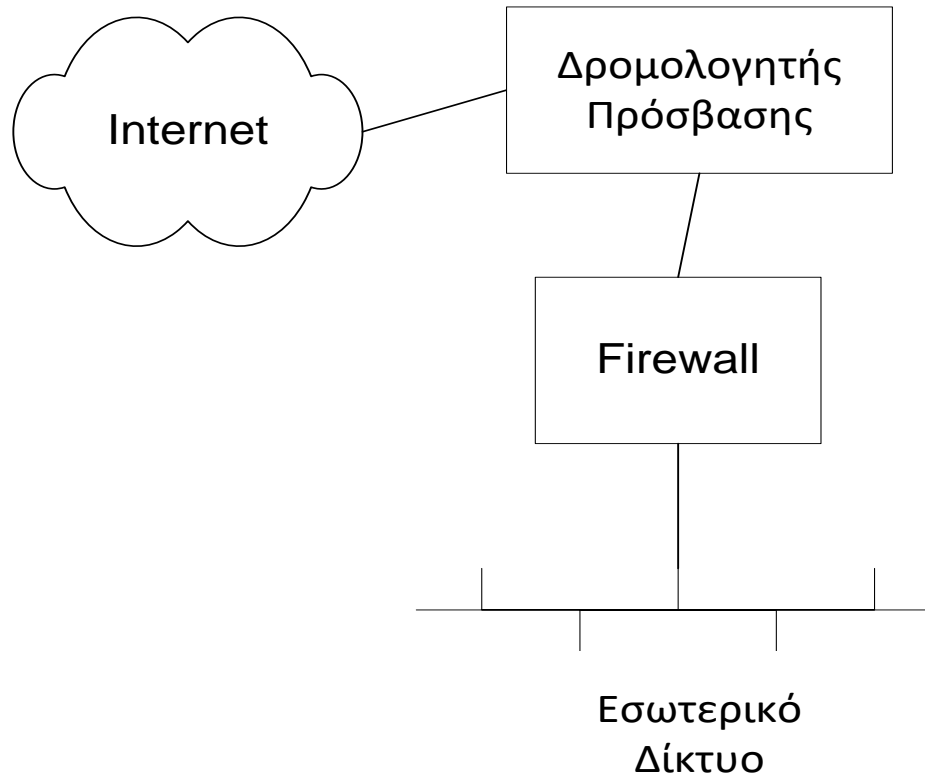 Internet
Δρομολογητής
Πρόσβασης
Firewall
Εσωτερικό
Δίκτυο